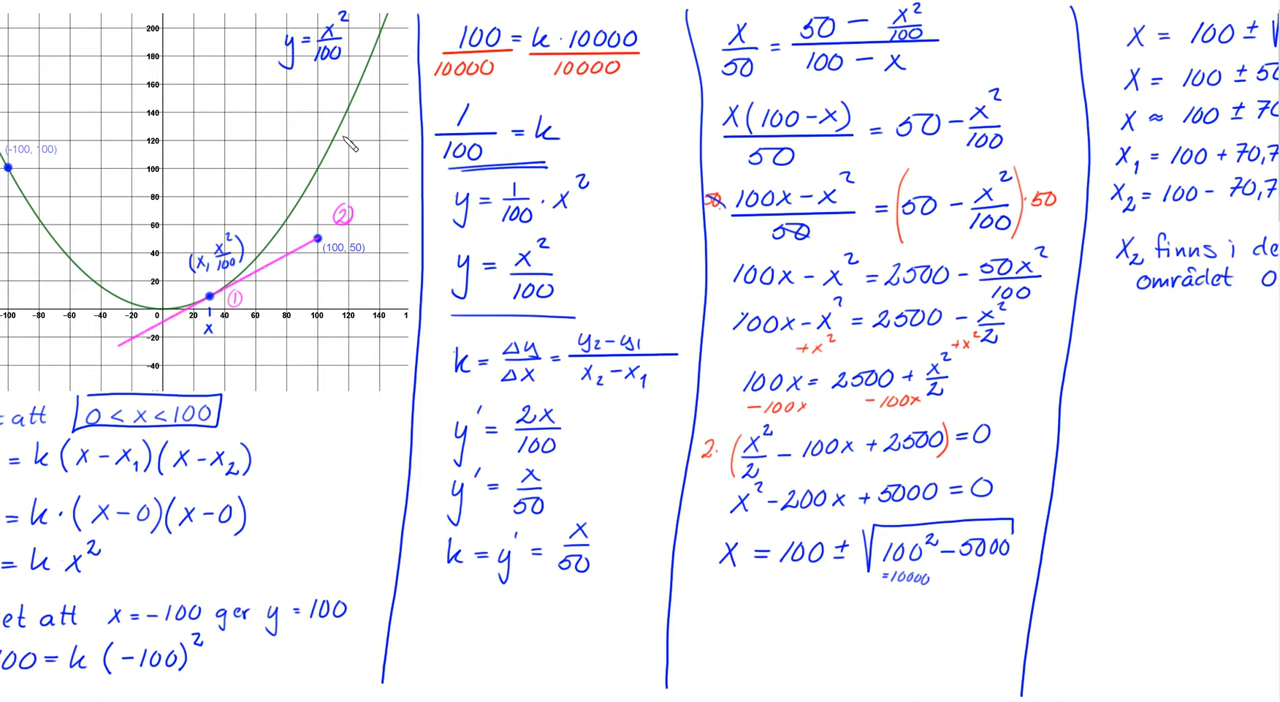 y = x²/100
200
180
160
140
120
100
80
60
40
20
0
−20
−40
−100 −80 −60 −40 −20 0 20 40 60 80 100 120 140
(-100, 100)
②
(100, 50)
(x, x²/100)
①
x
t att 0 < x < 100
= k(x−x₁)(x−x₂)
= k·(x−0)(x−0)
= k x²
et att x = −100 ger y = 100
00 = k (−100)²
100/10000 = k·10000/10000
1/100 = k
y = 1/100 · x²
y = x²/100
k = Δy/Δx = y₂−y₁/x₂−x₁
y' = 2x/100
y' = x/50
k = y' = x/50
x/50 = 50 − x²/100 / 100 − x
x(100−x)/50 = 50 − x²/100
50· 100x − x²/50 = (50 − x²/100)·50
100x − x² = 2500 − 50x²/100
100x − x² = 2500 − x²/2
+x² +x²
100x = 2500 + x²/2
−100x −100x
2·(x²/2 − 100x + 2500) = 0
x² − 200x + 5000 = 0
x = 100 ± √100² − 5000
=10000
x = 100 ± √
x = 100 ± 50
x ≈ 100 ± 70
x₁ = 100 + 70,7
x₂ = 100 − 70,7
x₂ finns i de
området 0